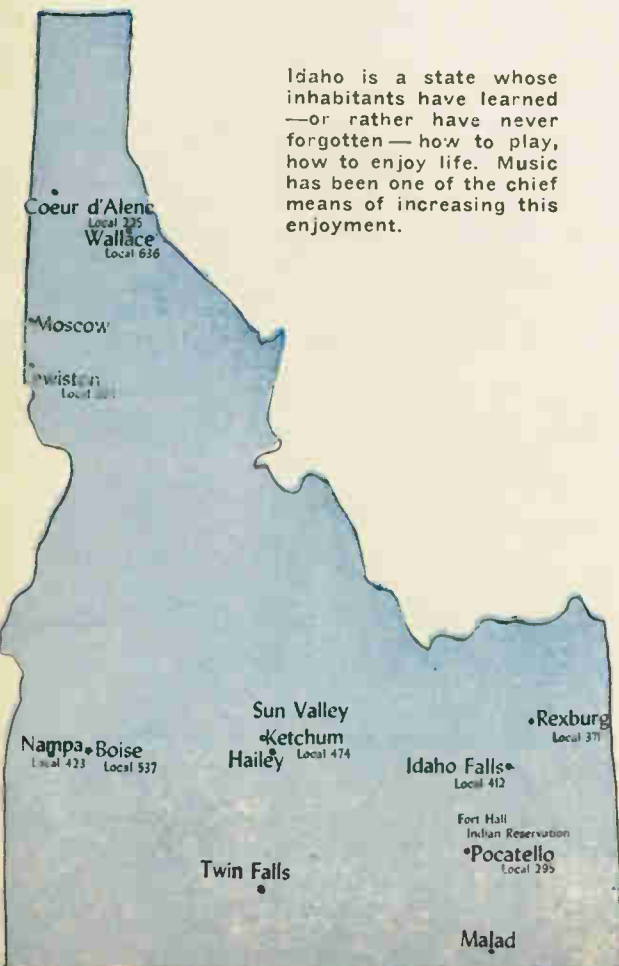 Idaho is a state whose
inhabitants have learned
—or rather have never
forgotten — how to play,
how to enjoy life. Music
has been one of the chief
means of increasing this
enjoyment.
Coeur d'Alene
Local 225
Wallace
Local 636
Moscow
Lewiston
Local
Sun Valley
Ketchum
Local 474
Hailey
Rexburg
Local 371
Nampa
Local 423
Boise
Local 537
Idaho Falls
Local 412
Fort Hall
Indian Reservation
Pocatello
Local 295
Twin Falls
Malad